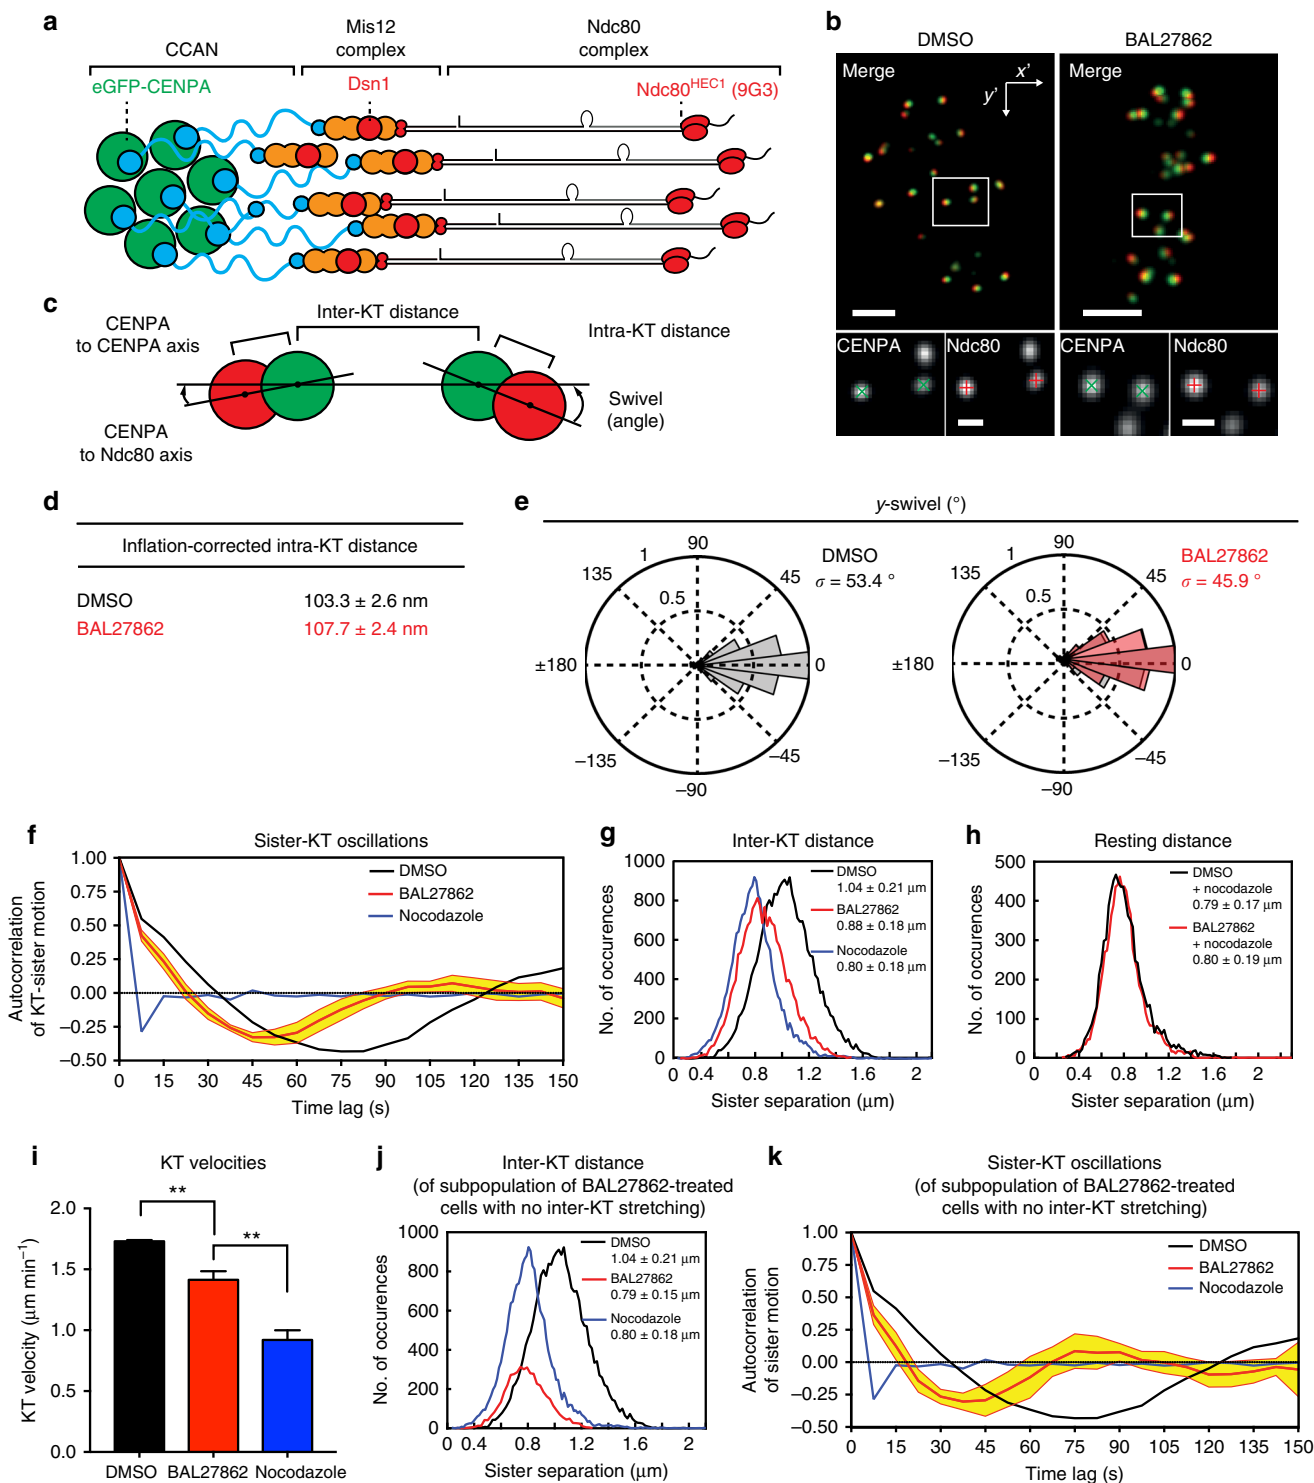 a
CCAN
Mis12
complex
Ndc80
complex
eGFP-CENPA
Dsn1
Ndc80HEC1 (9G3)
b
DMSO
BAL27862
Merge
x'
y'
Merge
CENPA
Ndc80
CENPA
Ndc80
c
Inter-KT distance
CENPA
to CENPA axis
Intra-KT distance
Swivel
(angle)
CENPA
to Ndc80 axis
d
Inflation-corrected intra-KT distance
DMSO 103.3 ± 2.6 nm
BAL27862 107.7 ± 2.4 nm
e
y-swivel (°)
90
1
135
45
0.5
±180
0
−135
−45
−90
DMSO
σ = 53.4 °
90
1
135
45
0.5
±180
0
−135
−45
−90
BAL27862
σ = 45.9 °
f
Sister-KT oscillations
Autocorrelation
of KT-sister motion
1.00
0.75
0.50
0.25
0.00
−0.25
−0.50
DMSO
BAL27862
Nocodazole
0 15 30 45 60 75 90 105 120 135 150
Time lag (s)
g
Inter-KT distance
No. of occurences
1000
800
600
400
200
0
DMSO
1.04 ± 0.21 μm
BAL27862
0.88 ± 0.18 μm
Nocodazole
0.80 ± 0.18 μm
0 0.4 0.8 1.2 1.6 2
Sister separation (μm)
h
Resting distance
No. of occurences
500
400
300
200
100
0
DMSO
+ nocodazole
0.79 ± 0.17 μm
BAL27862
+ nocodazole
0.80 ± 0.19 μm
0 0.4 0.8 1.2 1.6 2
Sister separation (μm)
i
KT velocities
KT velocity (μm min−1)
2.0
1.5
1.0
1.5
0.0
**
**
DMSO BAL27862 Nocodazole
j
Inter-KT distance
(of subpopulation of BAL27862-treated
cells with no inter-KT stretching)
No. of occurences
1000
800
600
400
200
0
DMSO
1.04 ± 0.21 μm
BAL27862
0.79 ± 0.15 μm
Nocodazole
0.80 ± 0.18 μm
0 0.4 0.8 1.2 1.6 2
Sister separation (μm)
k
Sister-KT oscillations
(of subpopulation of BAL27862-treated
cells with no inter-KT stretching)
Autocorrelation
of sister motion
1.00
0.75
0.50
0.25
0.00
−0.25
−0.50
DMSO
BAL27862
Nocodazole
0 15 30 45 60 75 90 105 120 135 150
Time lag (s)